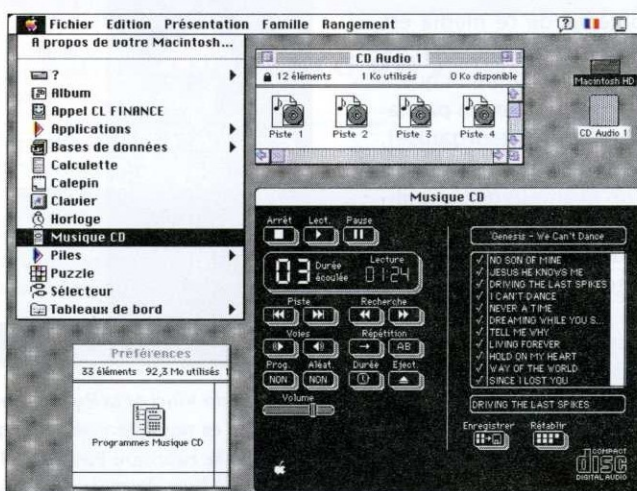 Fichier Edition Présentation Famille Rangement
A propos de votre Macintosh...
?
Album
Appel CL FINANCE
Applications
Bases de données
Calculette
Calepin
Clavier
Horloge
Musique CD
Piles
Puzzle
Sélecteur
Tableaux de bord
CD Audio 1
12 éléments 1 Ko utilisés 0 Ko disponible
Piste 1 Piste 2 Piste 3 Piste 4
Macintosh HD
CD Audio 1
Préférences
33 éléments 92,3 Mo utilisés 1
Programmes Musique CD
Musique CD
Arrêt Lect. Pause
03 Durée écoulée Lecture 01:24
Piste Recherche
Voies Répétition
AB
Prog. Aléat. Durée Eject.
NON NON
Volume
Genesis - We Can't Dance
NO SON OF MINE
JESUS HE KNOWS ME
DRIVING THE LAST SPIKES
I CAN'T DANCE
NEVER A TIME
DREAMING WHILE YOU S...
TELL ME WHY
LIVING FOREVER
HOLD ON MY HEART
WAY OF THE WORLD
SINCE I LOST YOU
DRIVING THE LAST SPIKES
Enregistrer Rétablir
COMPACT
disc
DIGITAL AUDIO